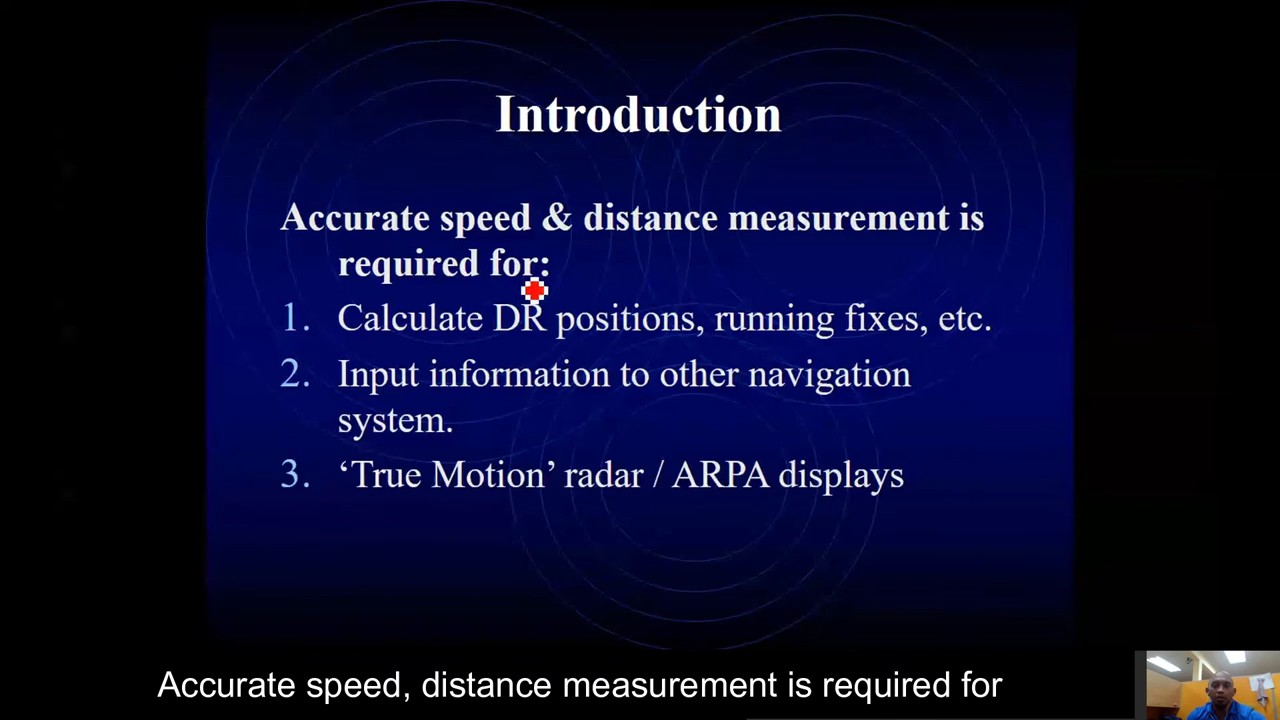 Introduction
Accurate speed & distance measurement is
required for:
1. Calculate DR positions, running fixes, etc.
2. Input information to other navigation
system.
3. ‘True Motion’ radar / ARPA displays
Accurate speed, distance measurement is required for